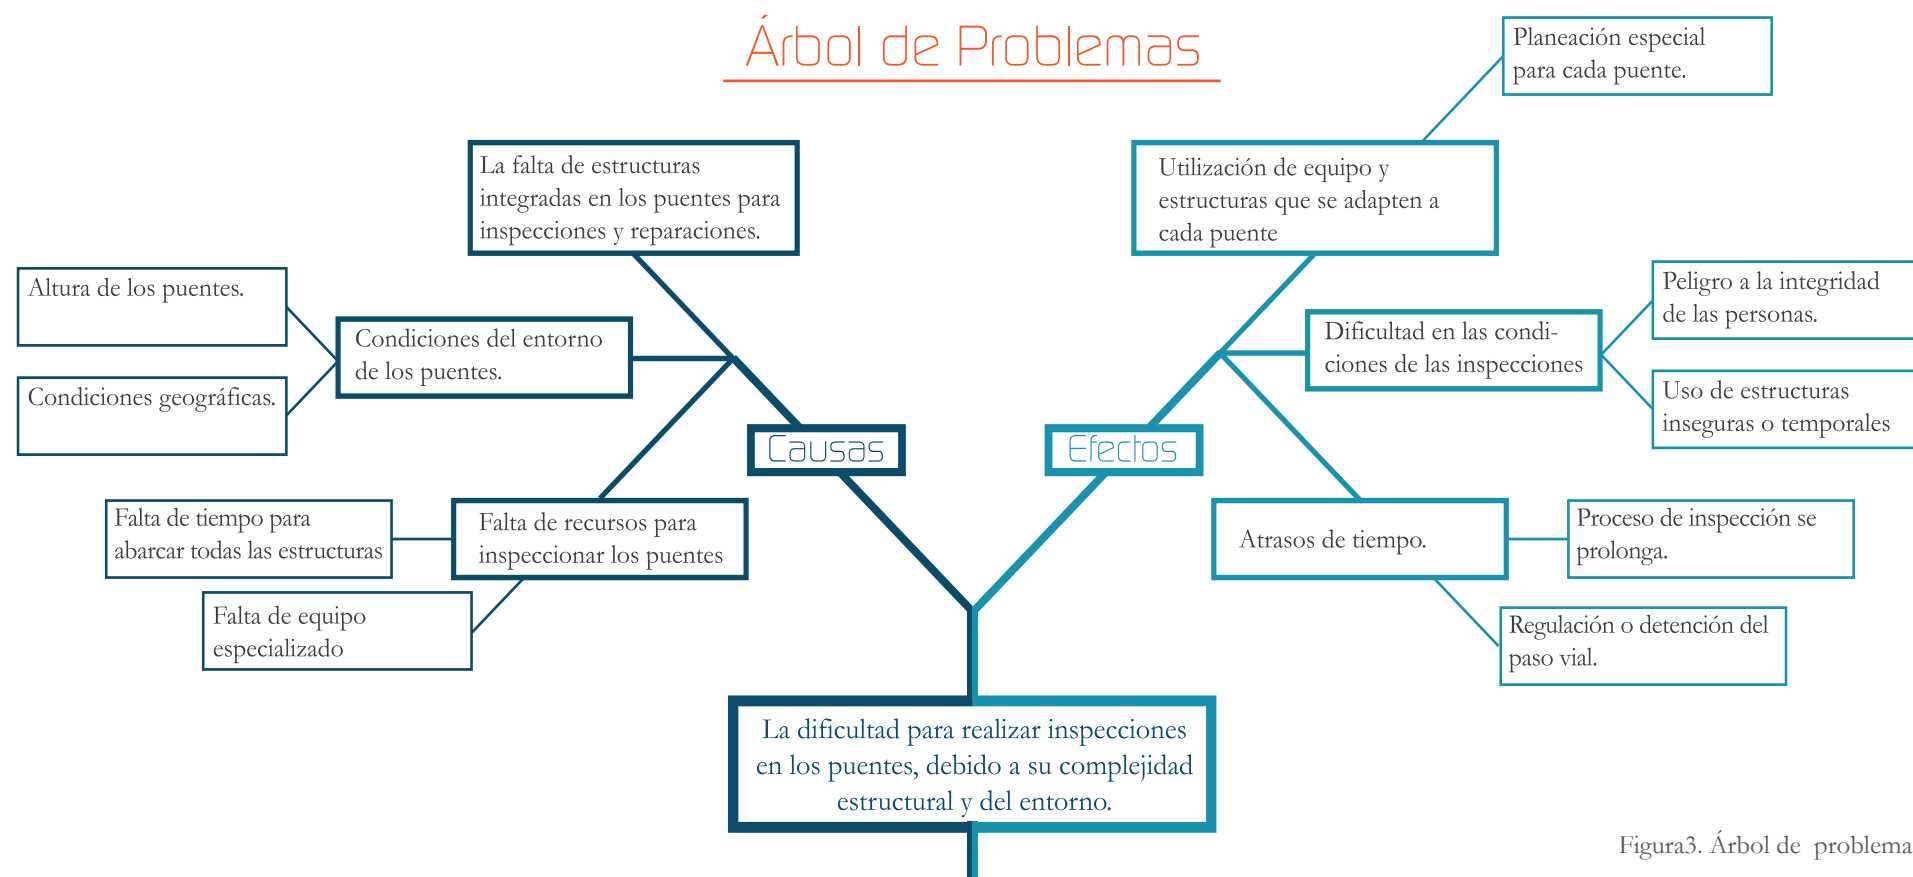 Árbol de Problemas
Planeación especial
para cada puente.
La falta de estructuras
integradas en los puentes para
inspecciones y reparaciones.
Utilización de equipo y
estructuras que se adapten a
cada puente
Altura de los puentes.
Condiciones geográficas.
Condiciones del entorno
de los puentes.
Dificultad en las condi-
ciones de las inspecciones
Peligro a la integridad
de las personas.
Uso de estructuras
inseguras o temporales
Causas
Efectos
Falta de tiempo para
abarcar todas las estructuras
Falta de recursos para
inspeccionar los puentes
Falta de equipo
especializado
Atrasos de tiempo.
Proceso de inspección se
prolonga.
Regulación o detención del
paso vial.
La dificultad para realizar inspecciones
en los puentes, debido a su complejidad
estructural y del entorno.
Figura3. Árbol de problema